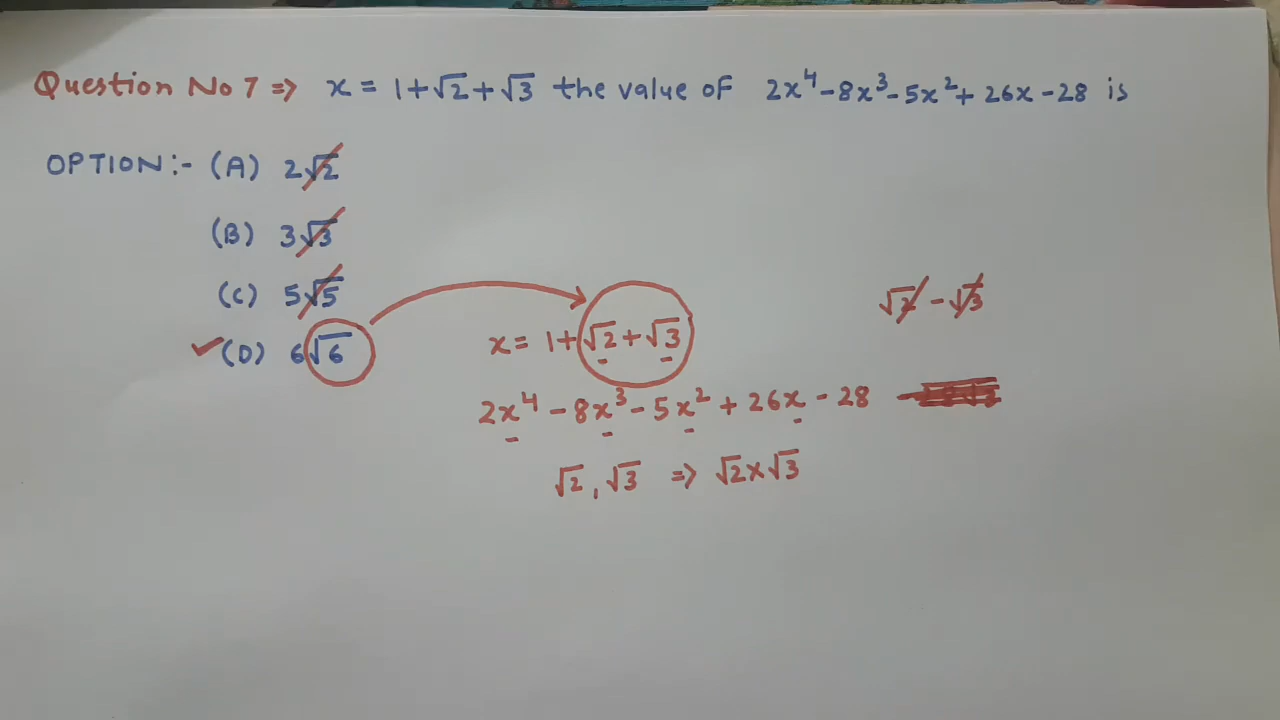 Question No 7 => x = 1+√2+√3 the value of 2x⁴-8x³-5x²+26x-28 is
OPTION:- (A) 2√2
(B) 3√3
(C) 5√5
(D) 6√6
√2 - √3
x = 1+√2+√3
2x⁴ - 8x³ - 5x² + 26x - 28
√2, √3 => √2x√3